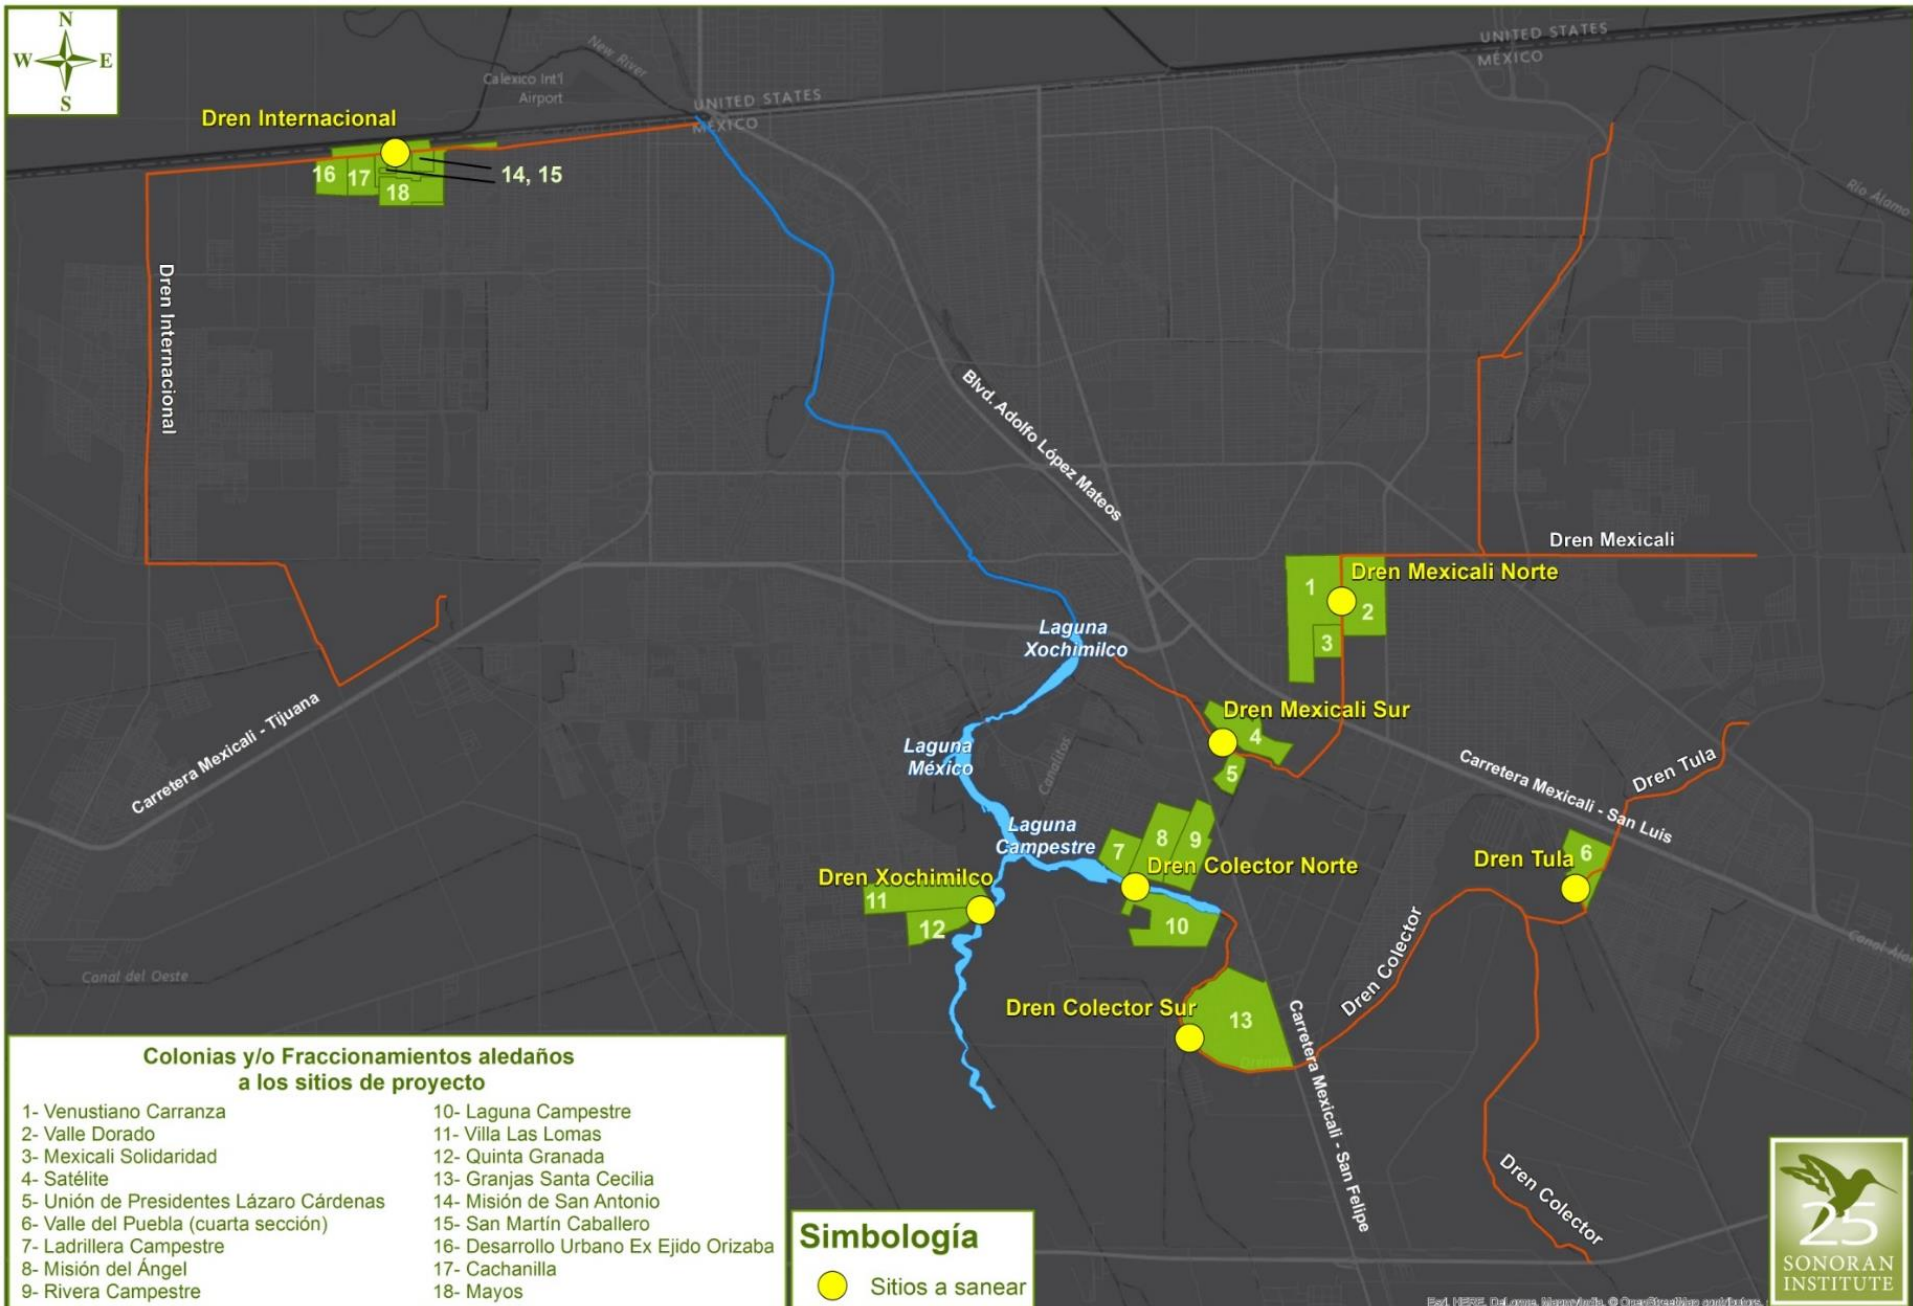 N
W E
S
New River
Calexico Int'l
Airport
UNITED STATES
MÉXICO
UNITED STATES
MÉXICO
Dren Internacional
16
17
18
14, 15
Río Álamo
Dren Internacional
Blvd. Adolfo López Mateos
Dren Mexicali
Dren Mexicali Norte
1
2
3
Laguna
Xochimilco
Dren Mexicali Sur
4
5
Carretera Mexicali - Tijuana
Laguna
México
Canalitos
Carretera Mexicali - San Luis
Dren Tula
Laguna
Campestre
7
8
9
Dren Colector Norte
Dren Tula
6
Dren Xochimilco
11
12
10
Dren Colector
Canal del Oeste
Dren Colector Sur
13
Carretera Mexicali - San Felipe
Dren Colector
Colonias y/o Fraccionamientos aledaños
a los sitios de proyecto
1- Venustiano Carranza
2- Valle Dorado
3- Mexicali Solidaridad
4- Satélite
5- Unión de Presidentes Lázaro Cárdenas
6- Valle del Puebla (cuarta sección)
7- Ladrillera Campestre
8- Misión del Ángel
9- Rivera Campestre
10- Laguna Campestre
11- Villa Las Lomas
12- Quinta Granada
13- Granjas Santa Cecilia
14- Misión de San Antonio
15- San Martín Caballero
16- Desarrollo Urbano Ex Ejido Orizaba
17- Cachanilla
18- Mayos
Simbología
Sitios a sanear
25
SONORAN
INSTITUTE
Esri, HERE, DeLorme, MapmyIndia, © OpenStreetMap contributors,